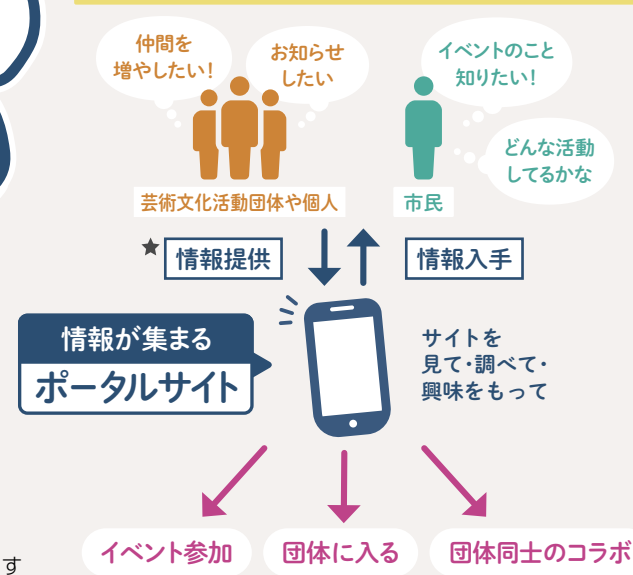 仲間を
増やしたい!
お知らせ
したい
イベントのこと
知りたい!
どんな活動
してるかな
芸術文化活動団体や個人
市民
★情報提供
情報入手
情報が集まる
ポータルサイト
サイトを
見て・調べて・
興味をもって
イベント参加
団体に入る
団体同士のコラボ
す